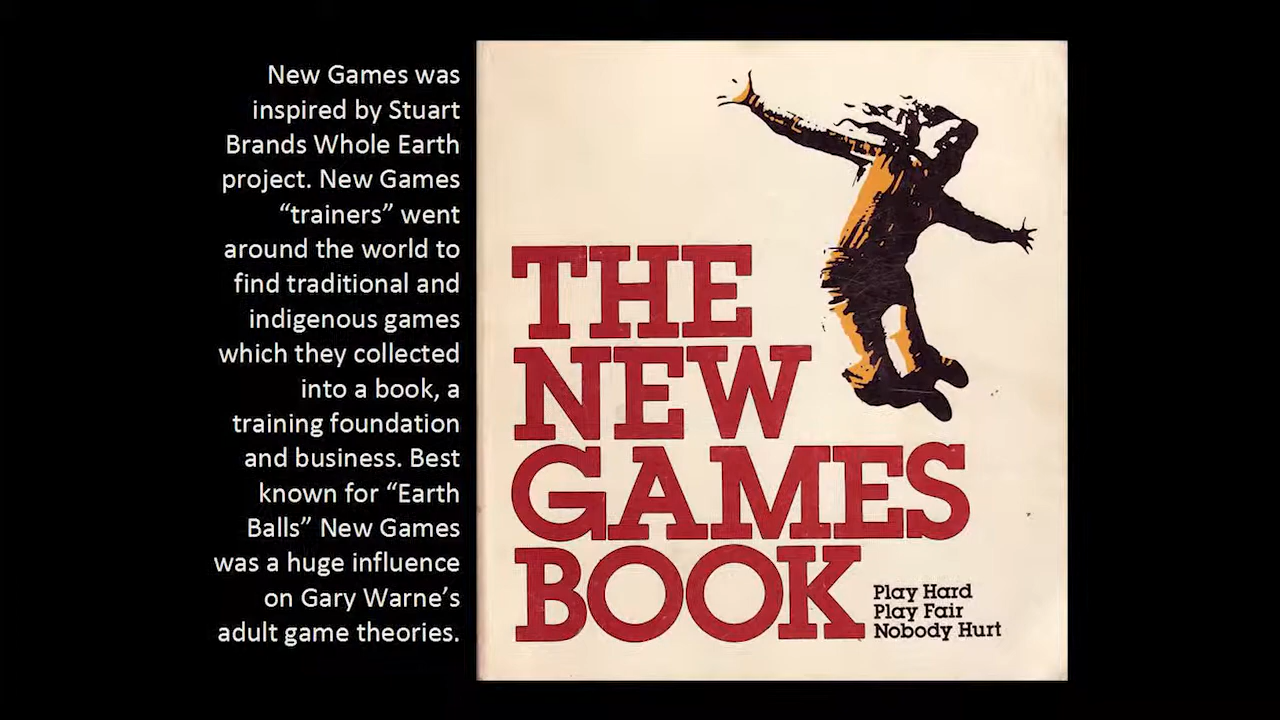 New Games was
inspired by Stuart
Brands Whole Earth
project. New Games
“trainers” went
around the world to
find traditional and
indigenous games
which they collected
into a book, a
training foundation
and business. Best
known for “Earth
Balls” New Games
was a huge influence
on Gary Warne’s
adult game theories.
THE
NEW
GAMES
BOOK
Play Hard
Play Fair
Nobody Hurt